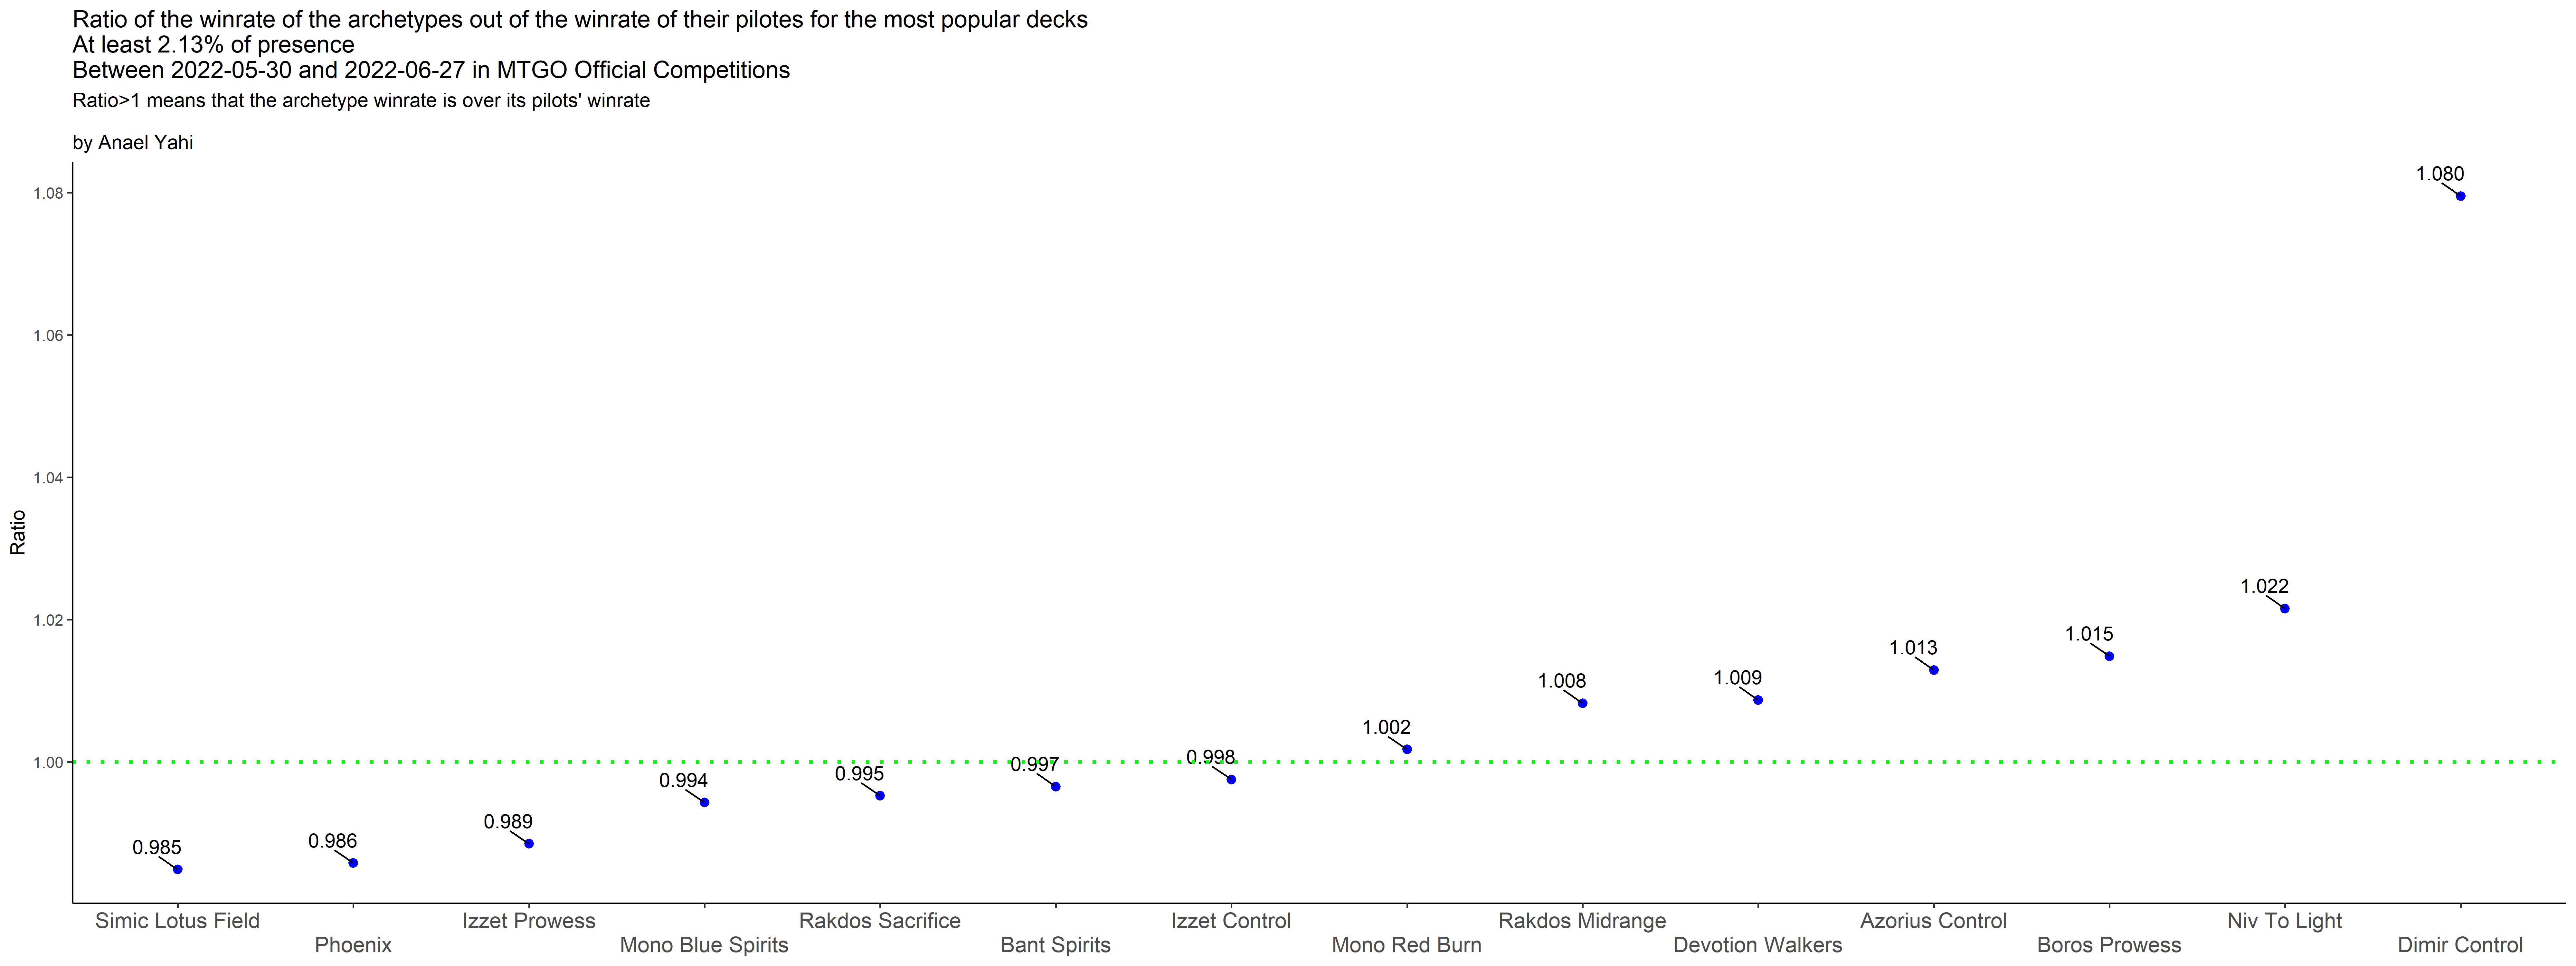 Ratio of the winrate of the archetypes out of the winrate of their pilotes for the most popular decks
At least 2.13% of presence
Between 2022-05-30 and 2022-06-27 in MTGO Official Competitions
Ratio>1 means that the archetype winrate is over its pilots' winrate
by Anael Yahi
1.08
1.06
1.04
1.02
1.00
Ratio
0.985
0.986
0.989
0.994
0.995
0.997
0.998
1.002
1.008
1.009
1.013
1.015
1.022
1.080
Simic Lotus Field
Phoenix
Izzet Prowess
Mono Blue Spirits
Rakdos Sacrifice
Bant Spirits
Izzet Control
Mono Red Burn
Rakdos Midrange
Devotion Walkers
Azorius Control
Boros Prowess
Niv To Light
Dimir Control